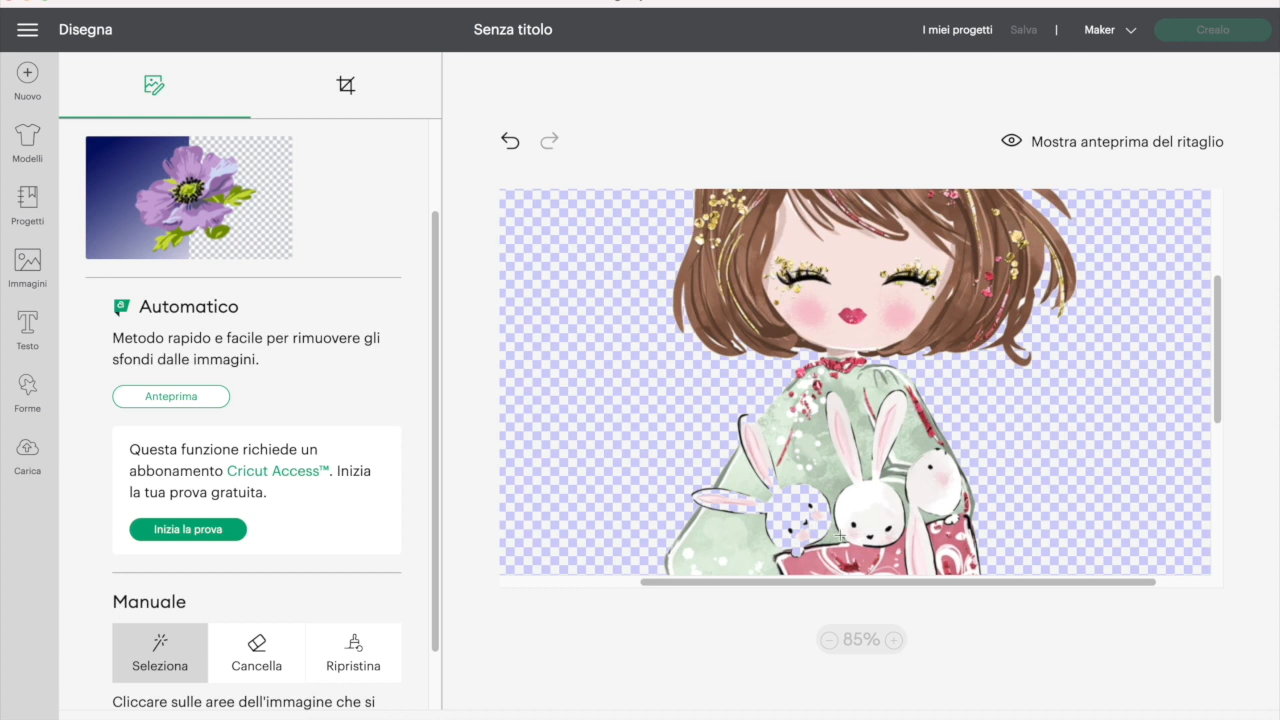 Disegna
Senza titolo
I miei progetti
Salva
|
Maker
Crealo
Nuovo
Modelli
Progetti
Immagini
Testo
Forme
Carica
Mostra anteprima del ritaglio
Automatico
Metodo rapido e facile per rimuovere gli
sfondi dalle immagini.
Anteprima
Questa funzione richiede un
abbonamento Cricut Access™. Inizia
la tua prova gratuita.
Inizia la prova
Manuale
Seleziona
Cancella
Ripristina
Cliccare sulle aree dell'immagine che si
85%